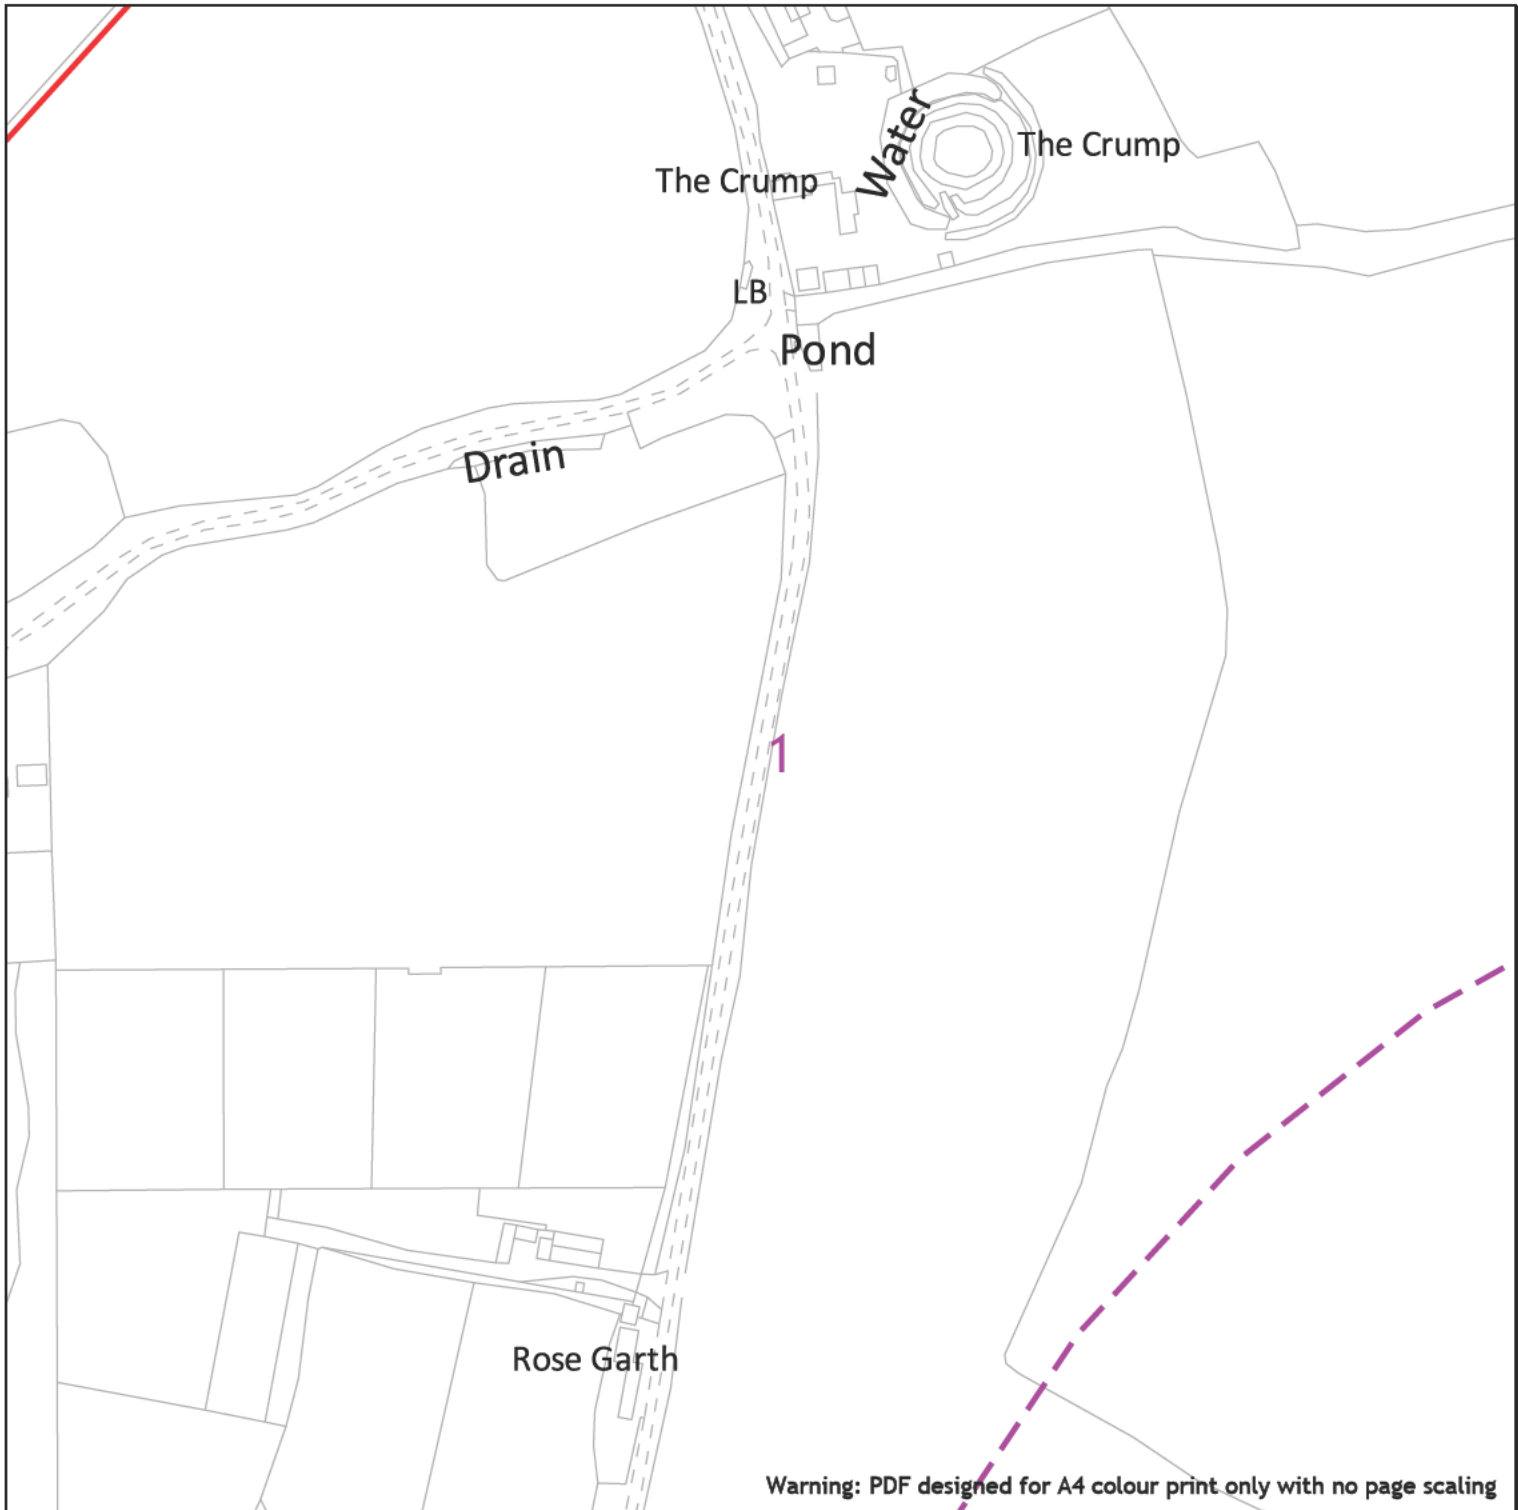 Water
The Crump
The Crump
LB
Pond
Drain
1
Rose Garth
Warning: PDF designed for A4 colour print only with no page scaling